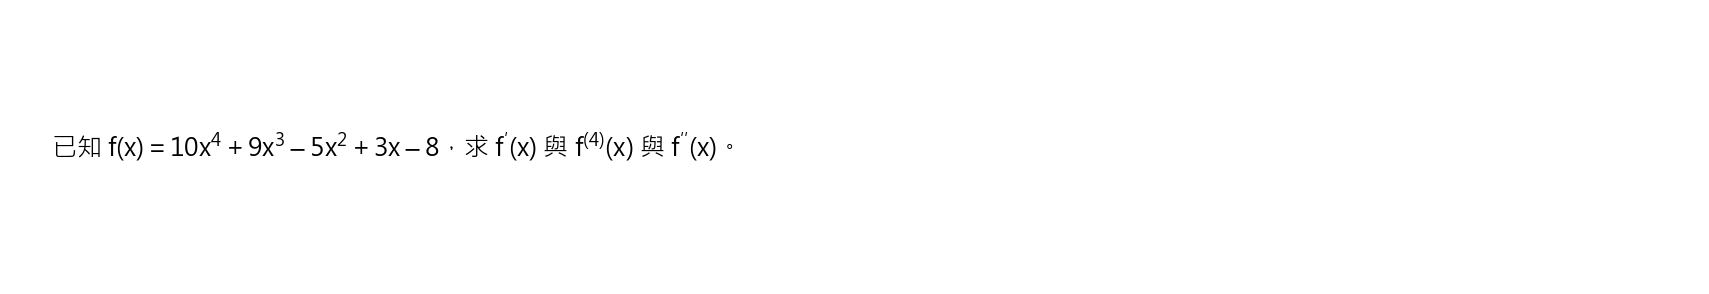 已知 f(x) = 10x⁴ + 9x³ – 5x² + 3x – 8，求 f′(x) 與 f⁽⁴⁾(x) 與 f′′(x)。